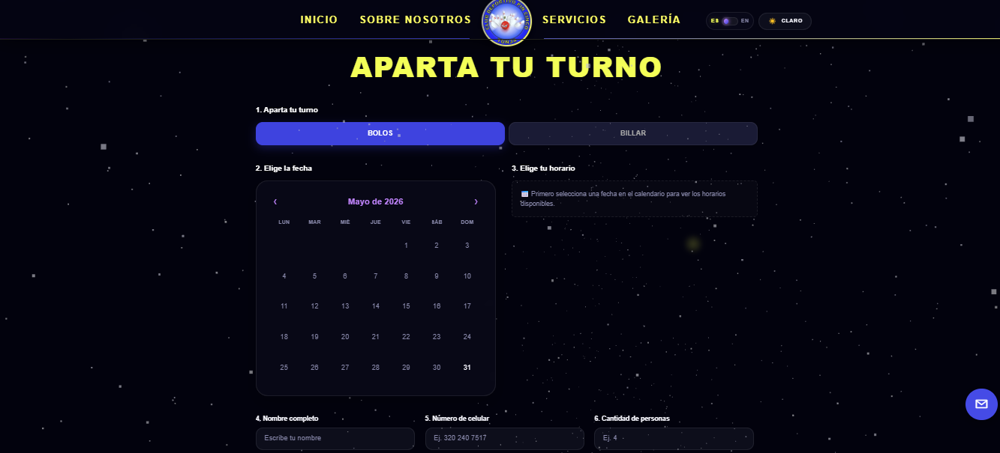 INICIO SOBRE NOSOTROS SERVICIOS GALERÍA ES EN CLARO
CLUB DEPORTIVO PIN CINCO
TUNJA
APARTA TU TURNO
1. Aparta tu turno
BOLOS BILLAR
2. Elige la fecha 3. Elige tu horario
‹ Mayo de 2026 ›
Primero selecciona una fecha en el calendario para ver los horarios
disponibles.
LUN MAR MIÉ JUE VIE SÁB DOM
1 2 3
4 5 6 7 8 9 10
11 12 13 14 15 16 17
18 19 20 21 22 23 24
25 26 27 28 29 30 31
4. Nombre completo 5. Número de celular 6. Cantidad de personas
Escribe tu nombre Ej. 320 240 7517 Ej. 4